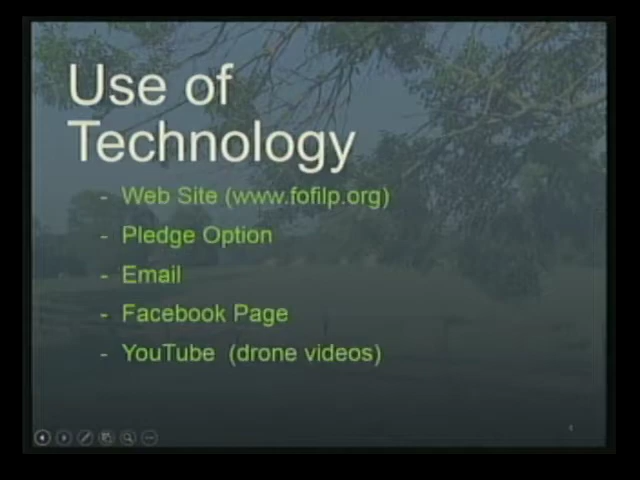 Use of
Technology
- Web Site (www.fofilp.org)
- Pledge Option
- Email
- Facebook Page
- YouTube (drone videos)